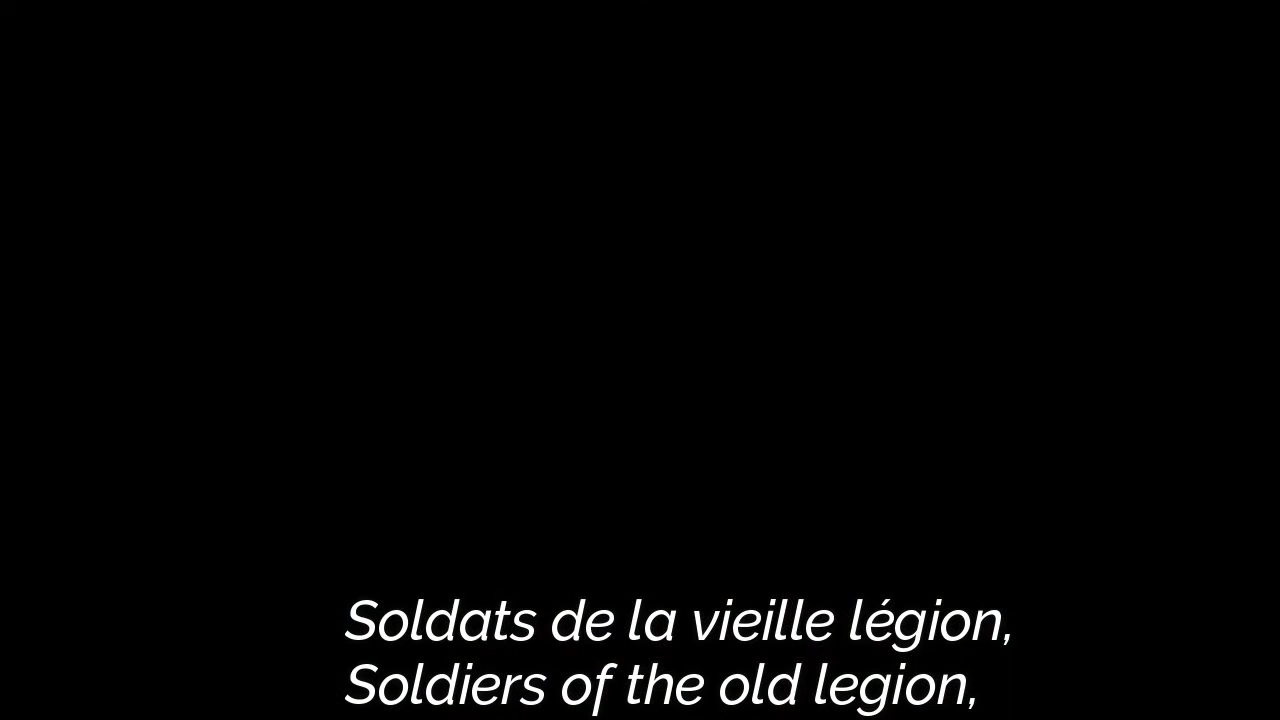 Soldats de la vieille légion,
Soldiers of the old legion,